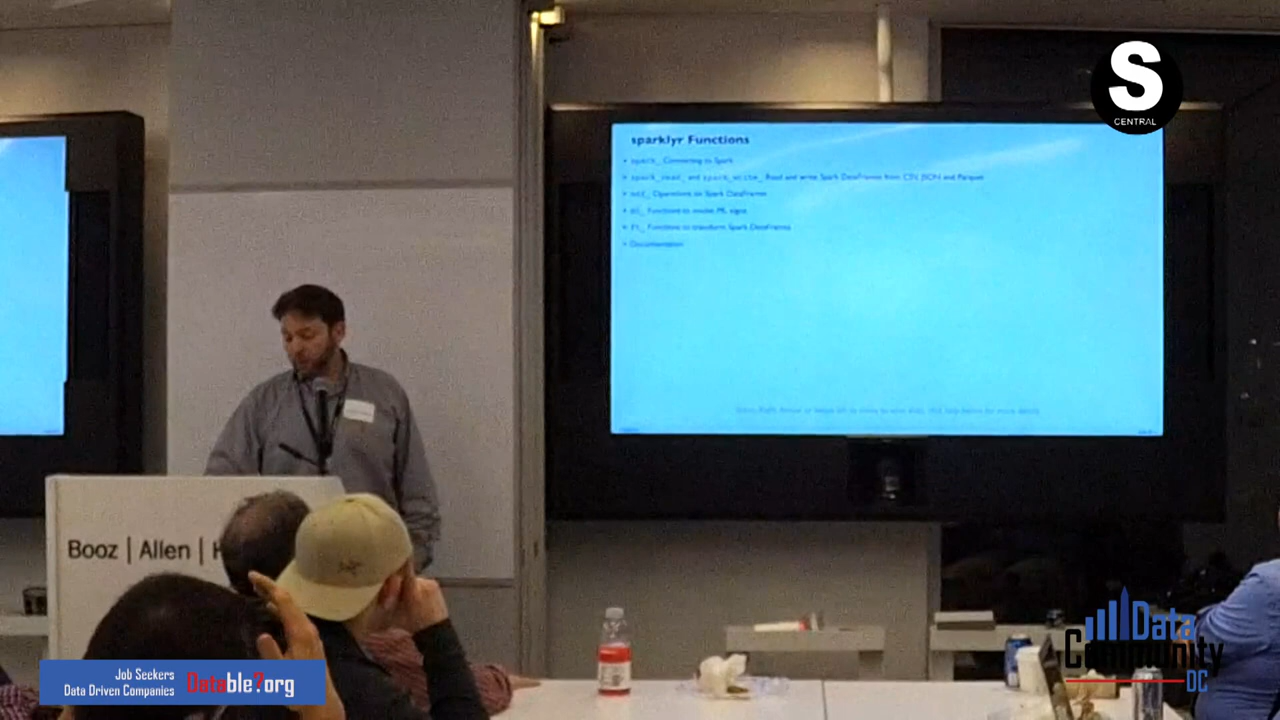 S
CENTRAL
sparklyr Functions
• spark_ Connecting to Spark
• spark_read_ and spark_write_ Read and write Spark DataFrames from CSV, JSON and Parquet
• sdf_ Operations on Spark DataFrames
• ml_ Functions to invoke ML algos
• ft_ Functions to transform Spark DataFrames
• Documentation
Booz | Allen | H
Job Seekers
Data Driven Companies
Datable?org
Data
Community
DC